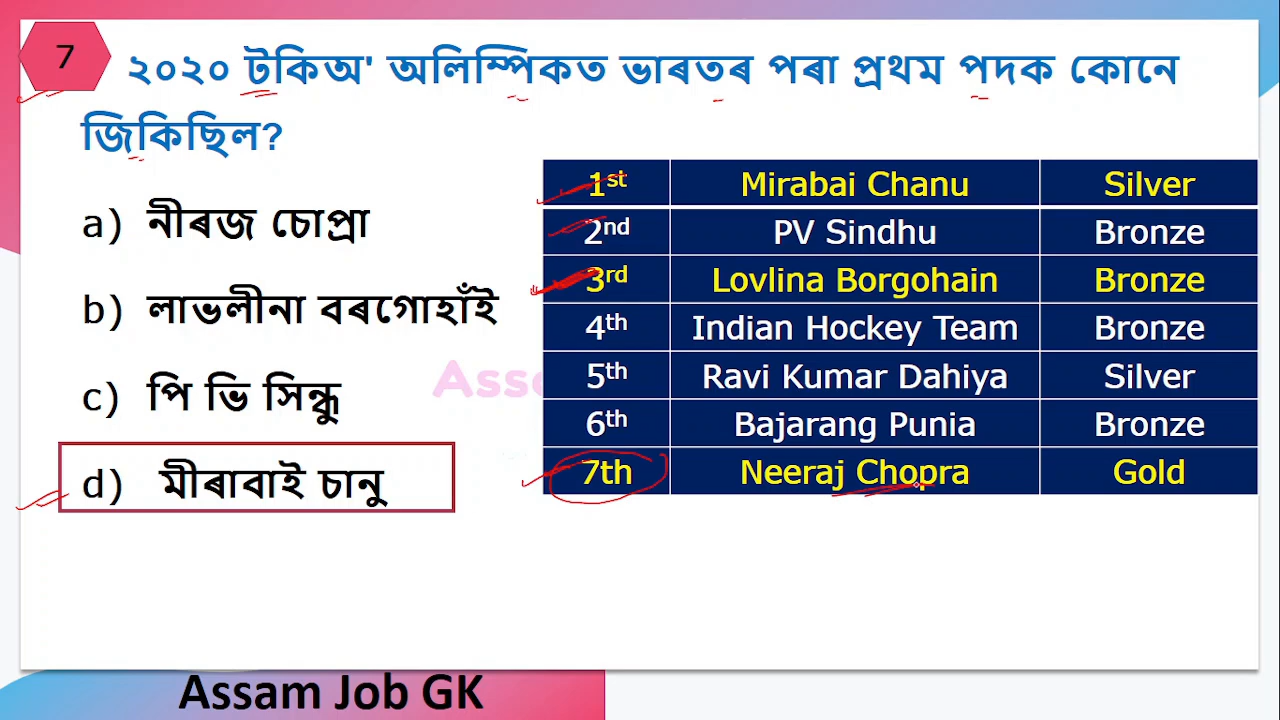 7
২০২০ টকিঅ' অলিম্পিকত ভাৰতৰ পৰা প্ৰথম পদক কোনে
জিকিছিল?
a) নীৰজ চোপ্ৰা
b) লাভলীনা বৰগোহাঁই
c) পি ভি সিন্ধু
d) মীৰাবাই চানু
1st Mirabai Chanu Silver
2nd PV Sindhu Bronze
3rd Lovlina Borgohain Bronze
4th Indian Hockey Team Bronze
5th Ravi Kumar Dahiya Silver
6th Bajarang Punia Bronze
7th Neeraj Chopra Gold
Assam Job GK